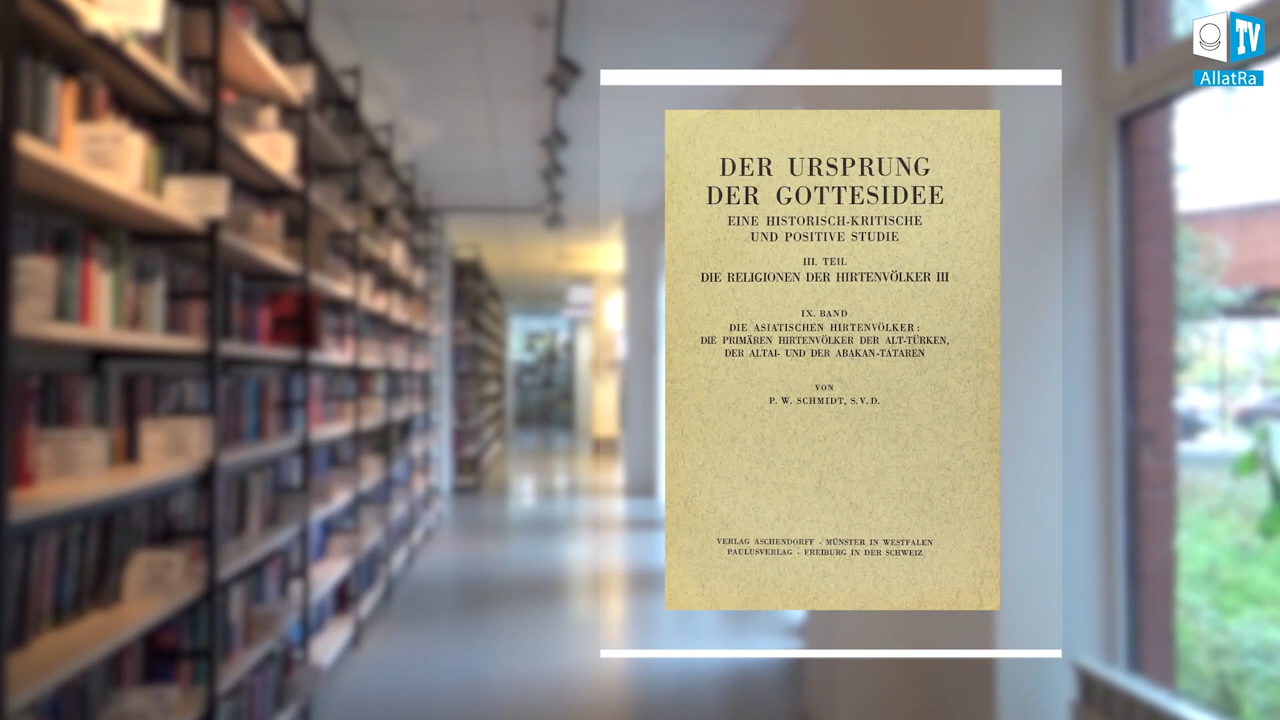 DER URSPRUNG
DER GOTTESIDEE
EINE HISTORISCH-KRITISCHE
UND POSITIVE STUDIE
III. TEIL
DIE RELIGIONEN DER HIRTENVÖLKER III
IX. BAND
DIE ASIATISCHEN HIRTENVÖLKER:
DIE PRIMÄREN HIRTENVÖLKER DER ALT-TÜRKEN,
DER ALTAI- UND DER ABAKAN-TATAREN
VON
P. W. SCHMIDT, S.V.D.
VERLAG ASCHENDORFF · MÜNSTER IN WESTFALEN
PAULUSVERLAG · FREIBURG IN DER SCHWEIZ
TV
AllatRa